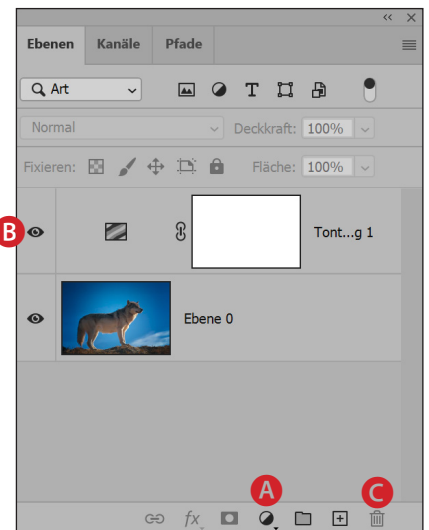 Ebenen Kanäle Pfade
Art
Normal Deckkraft: 100%
Fixieren: Fläche: 100%
B
Tont...g 1
Ebene 0
A
C
fx